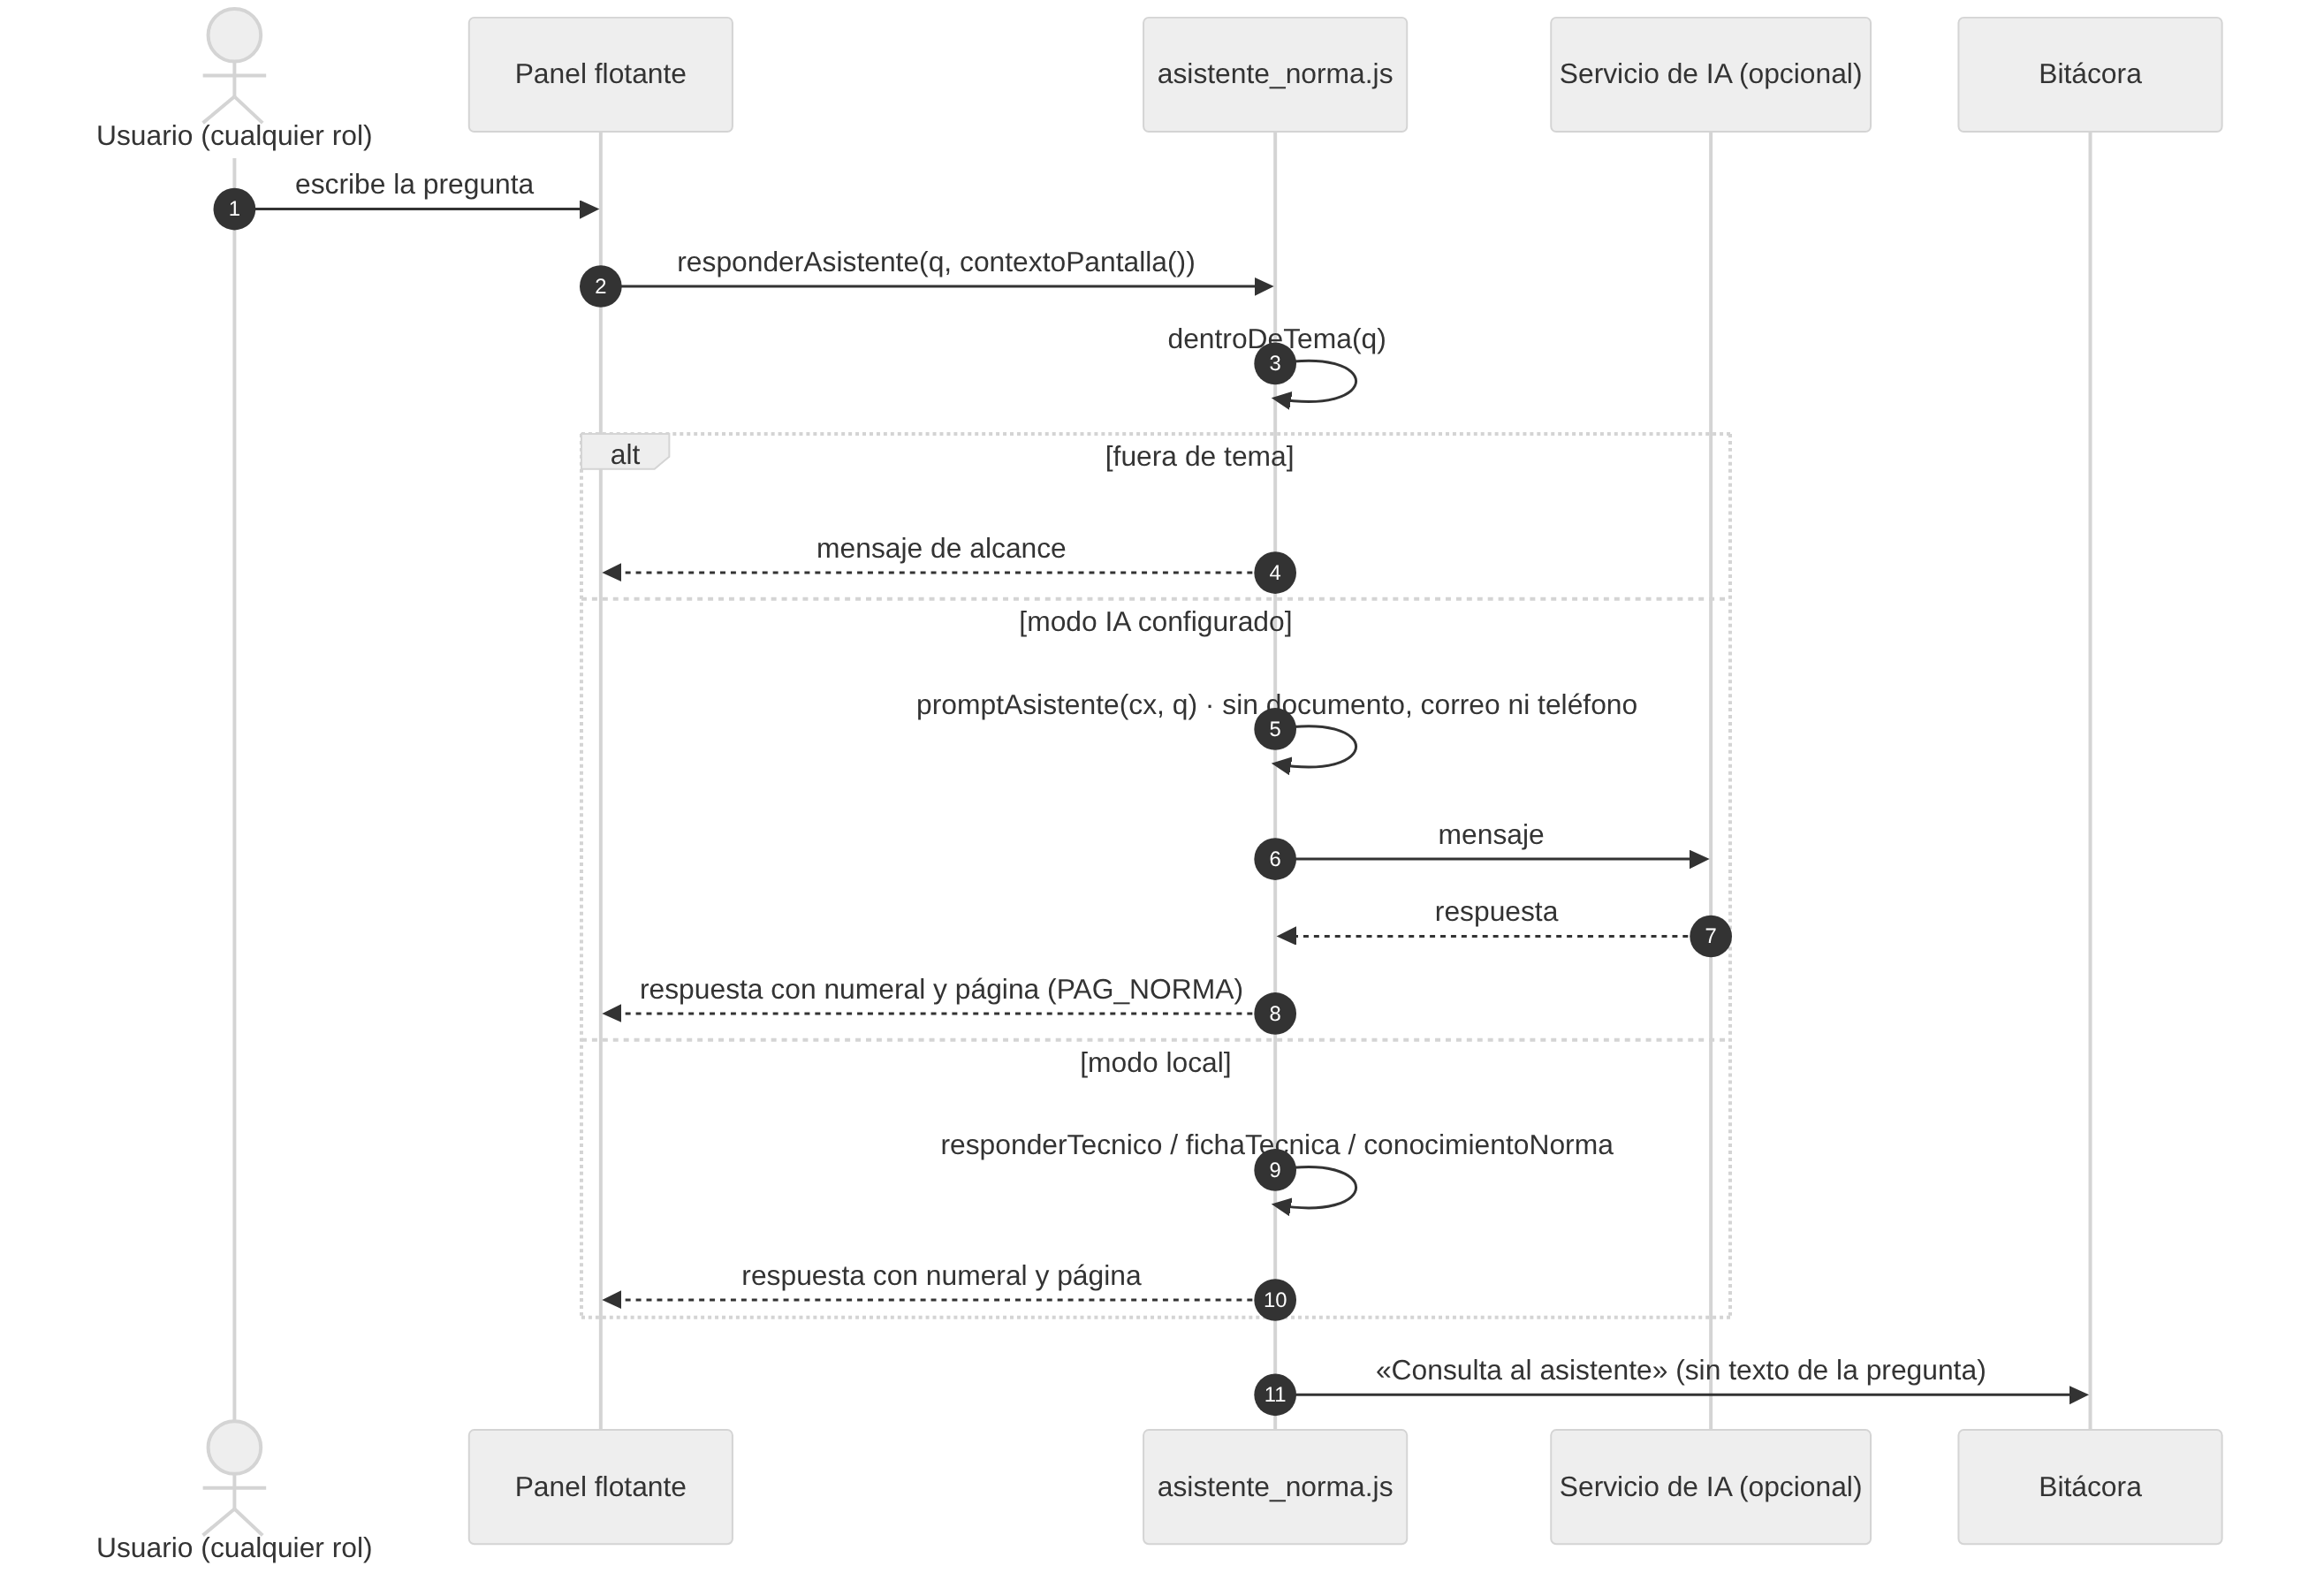 Usuario (cualquier rol)
Panel flotante
asistente_norma.js
Servicio de IA (opcional)
Bitácora
escribe la pregunta
1
responderAsistente(q, contextoPantalla())
2
dentroDeTema(q)
3
alt
[fuera de tema]
mensaje de alcance
4
[modo IA configurado]
promptAsistente(cx, q) · sin documento, correo ni teléfono
5
mensaje
6
respuesta
7
respuesta con numeral y página (PAG_NORMA)
8
[modo local]
responderTecnico / fichaTecnica / conocimientoNorma
9
respuesta con numeral y página
10
«Consulta al asistente» (sin texto de la pregunta)
11
Usuario (cualquier rol)
Panel flotante
asistente_norma.js
Servicio de IA (opcional)
Bitácora